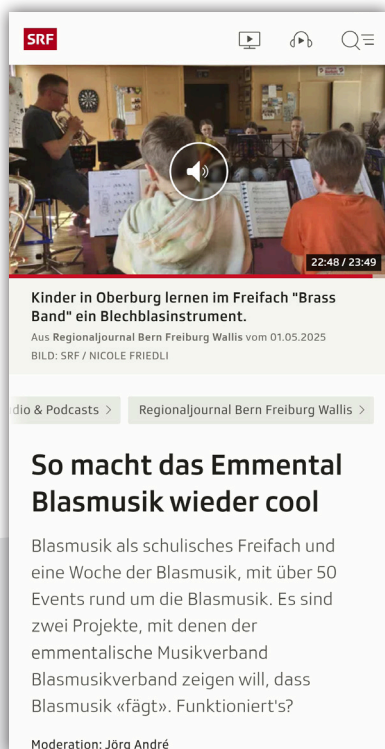 SRF
22:48 / 23:49
Kinder in Oberburg lernen im Freifach "Brass
Band" ein Blechblasinstrument.
Aus Regionaljournal Bern Freiburg Wallis vom 01.05.2025
BILD: SRF / NICOLE FRIEDLI
dio & Podcasts
Regionaljournal Bern Freiburg Wallis
So macht das Emmental
Blasmusik wieder cool
Blasmusik als schulisches Freifach und
eine Woche der Blasmusik, mit über 50
Events rund um die Blasmusik. Es sind
zwei Projekte, mit denen der
emmentalische Musikverband
Blasmusikverband zeigen will, dass
Blasmusik «fägt». Funktioniert's?
Moderation: Jörg André